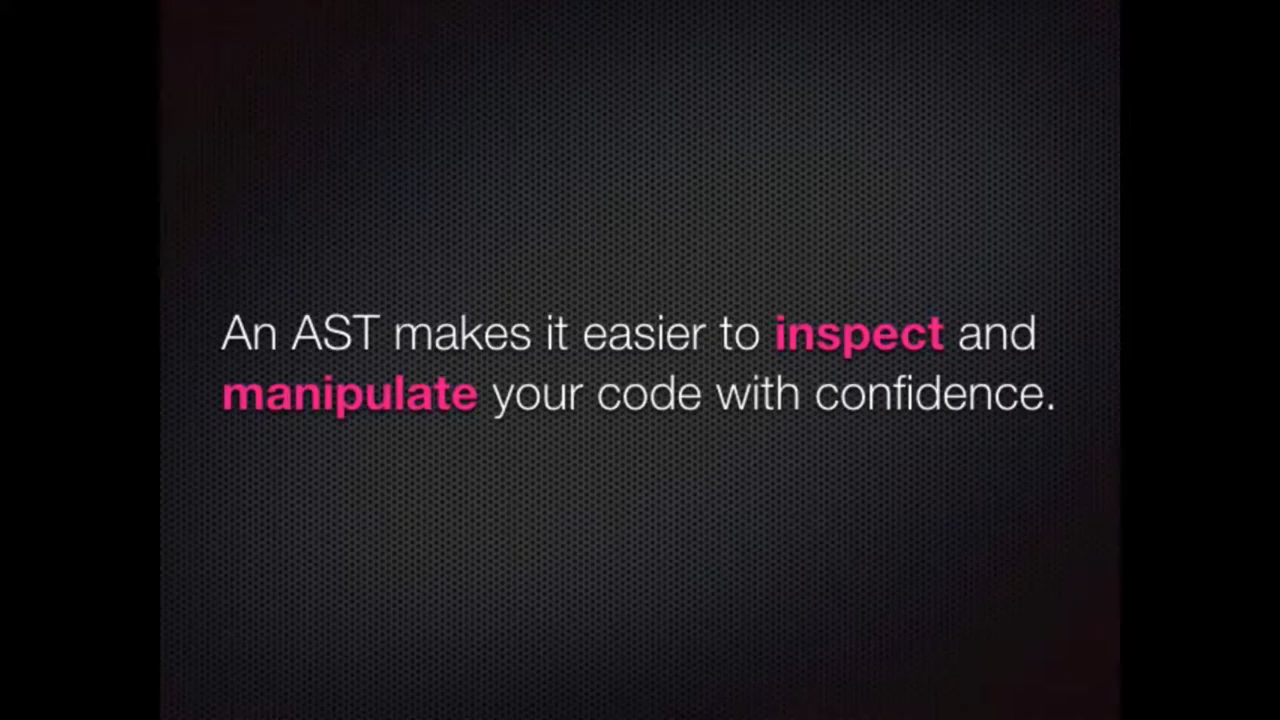 An AST makes it easier to inspect and
manipulate your code with confidence.